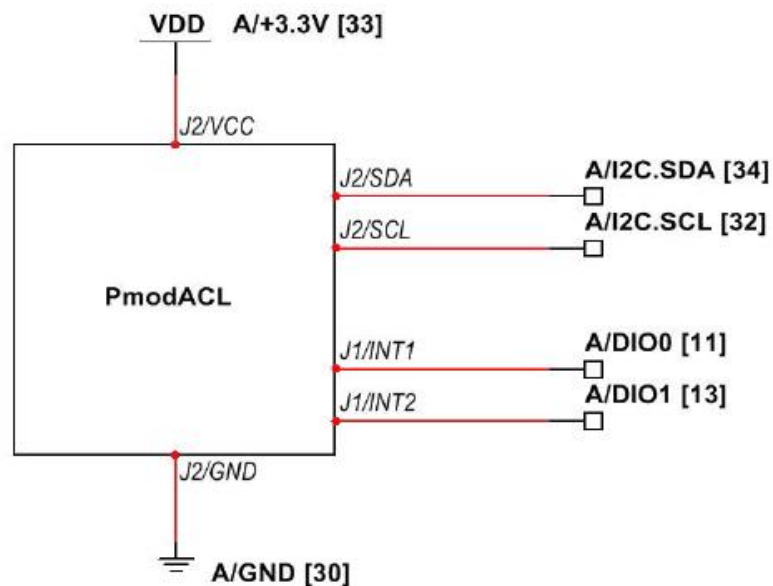 VDD A/+3.3V [33]
J2/VCC
J2/SDA A/I2C.SDA [34]
J2/SCL A/I2C.SCL [32]
PmodACL
J1/INT1 A/DIO0 [11]
J1/INT2 A/DIO1 [13]
J2/GND
A/GND [30]